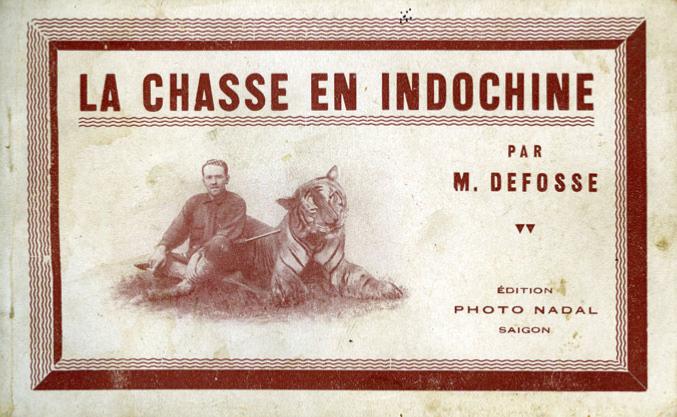 LA CHASSE EN INDOCHINE
PAR
M. DEFOSSE
ÉDITION
PHOTO NADAL
SAIGON